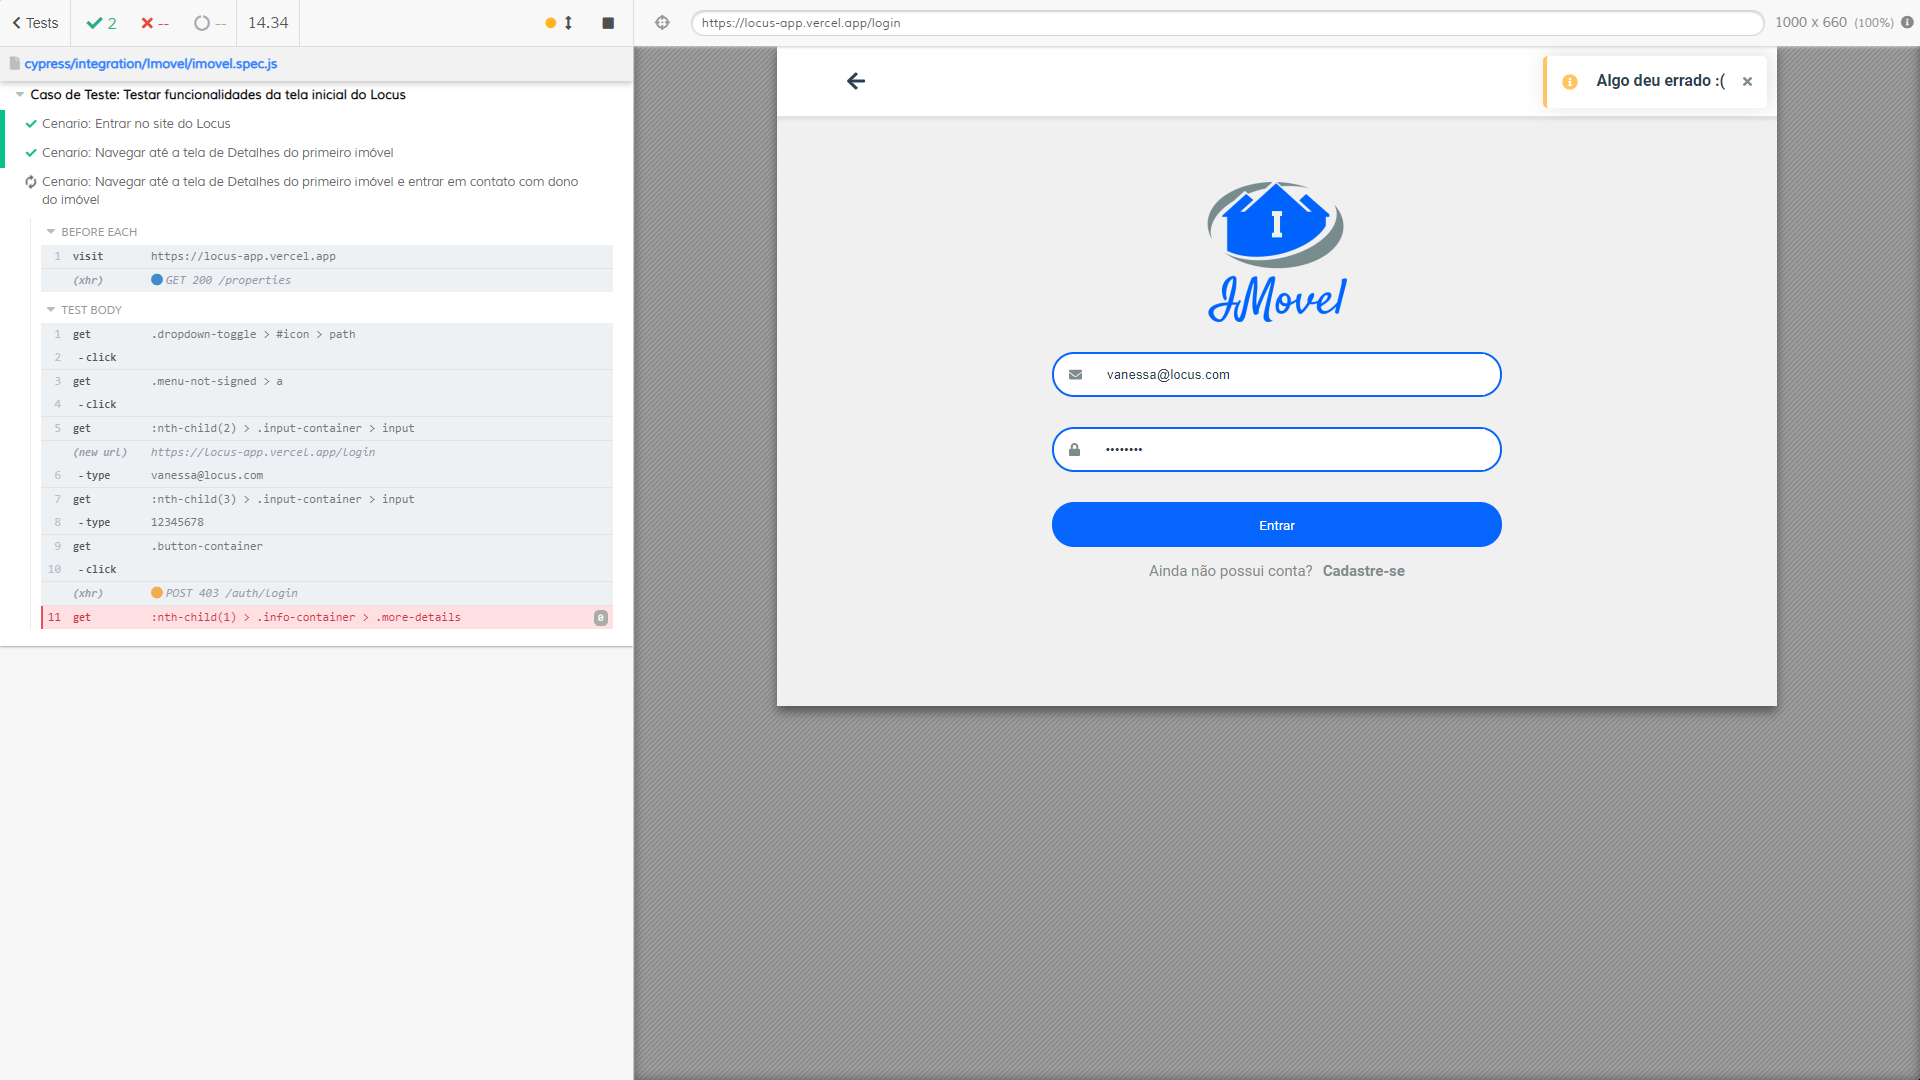 Tests
2
--
--
14.34
https://locus-app.vercel.app/login
1000 x 660 (100%)
cypress/integration/Imovel/imovel.spec.js
Caso de Teste: Testar funcionalidades da tela inicial do Locus
Cenario: Entrar no site do Locus
Cenario: Navegar até a tela de Detalhes do primeiro imóvel
Cenario: Navegar até a tela de Detalhes do primeiro imóvel e entrar em contato com dono
do imóvel
BEFORE EACH
1 visit https://locus-app.vercel.app
(xhr) GET 200 /properties
TEST BODY
1 get .dropdown-toggle > #icon > path
2 -click
3 get .menu-not-signed > a
4 -click
5 get :nth-child(2) > .input-container > input
(new url) https://locus-app.vercel.app/login
6 -type vanessa@locus.com
7 get :nth-child(3) > .input-container > input
8 -type 12345678
9 get .button-container
10 -click
(xhr) POST 403 /auth/login
11 get :nth-child(1) > .info-container > .more-details 0
Algo deu errado :(
I
IMovel
vanessa@locus.com
••••••••
Entrar
Ainda não possui conta? Cadastre-se